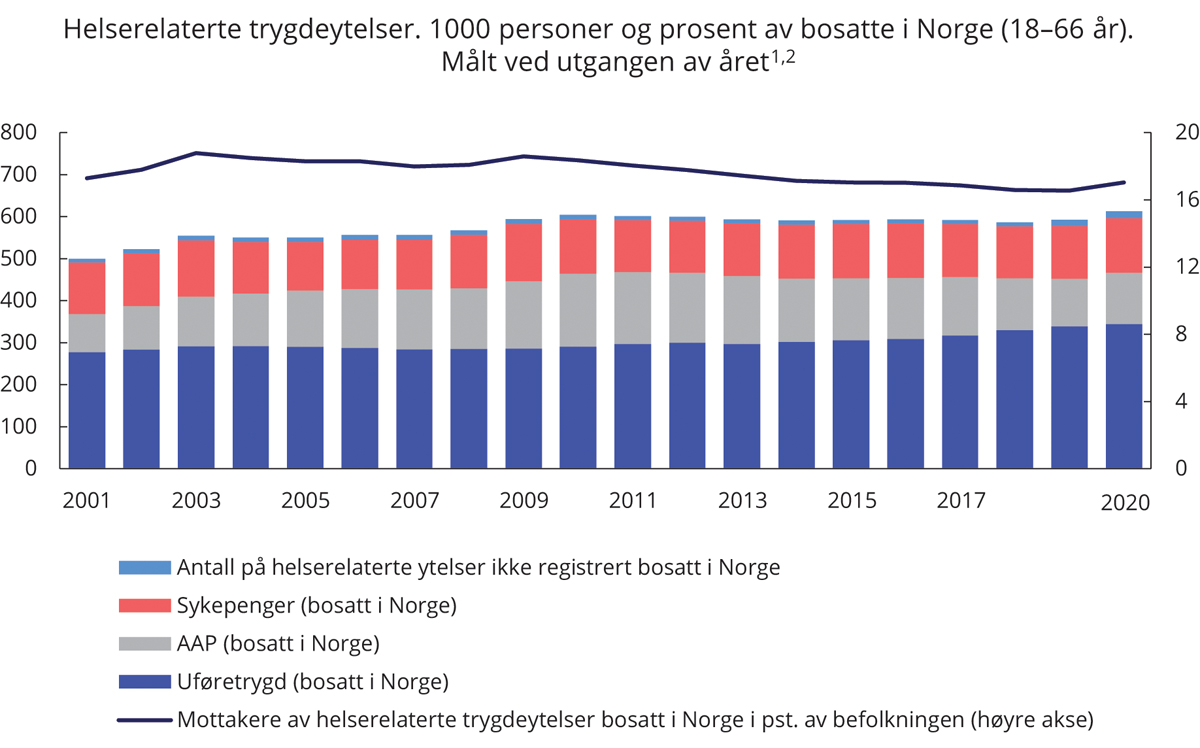 Helserelaterte trygdeytelser. 1000 personer og prosent av bosatte i Norge (18–66 år).
Målt ved utgangen av året1,2
800
700
600
500
400
300
200
100
0
20
16
12
8
4
0
2001 2003 2005 2007 2009 2011 2013 2015 2017 2020
Antall på helserelaterte ytelser ikke registrert bosatt i Norge
Sykepenger (bosatt i Norge)
AAP (bosatt i Norge)
Uføretrygd (bosatt i Norge)
Mottakere av helserelaterte trygdeytelser bosatt i Norge i pst. av befolkningen (høyre akse)